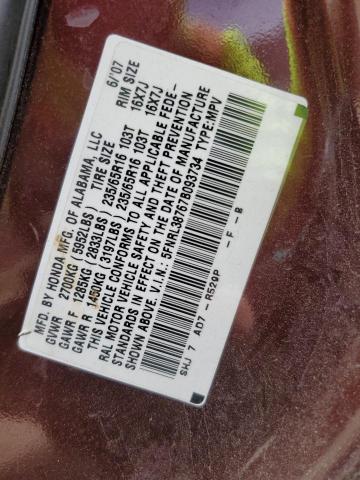 MFD. BY HONDA MFG. OF ALABAMA, LLC 6/'07
GVWR 2700KG (5952LBS) TIRE SIZE RIM SIZE
GAWR F 1285KG (2833LBS) 235/65R16 103T 16X7J
GAWR R 1450KG (3197LBS) 235/65R16 103T 16X7J
THIS VEHICLE CONFORMS TO ALL APPLICABLE FEDE-
RAL MOTOR VEHICLE SAFETY AND THEFT PREVENTION
STANDARDS IN EFFECT ON THE DATE OF MANUFACTURE
SHOWN ABOVE. V.I.N.: 5FNRL38767B093734 TYPE:MPV
SHJ 7 AD7 - R529P - F - B